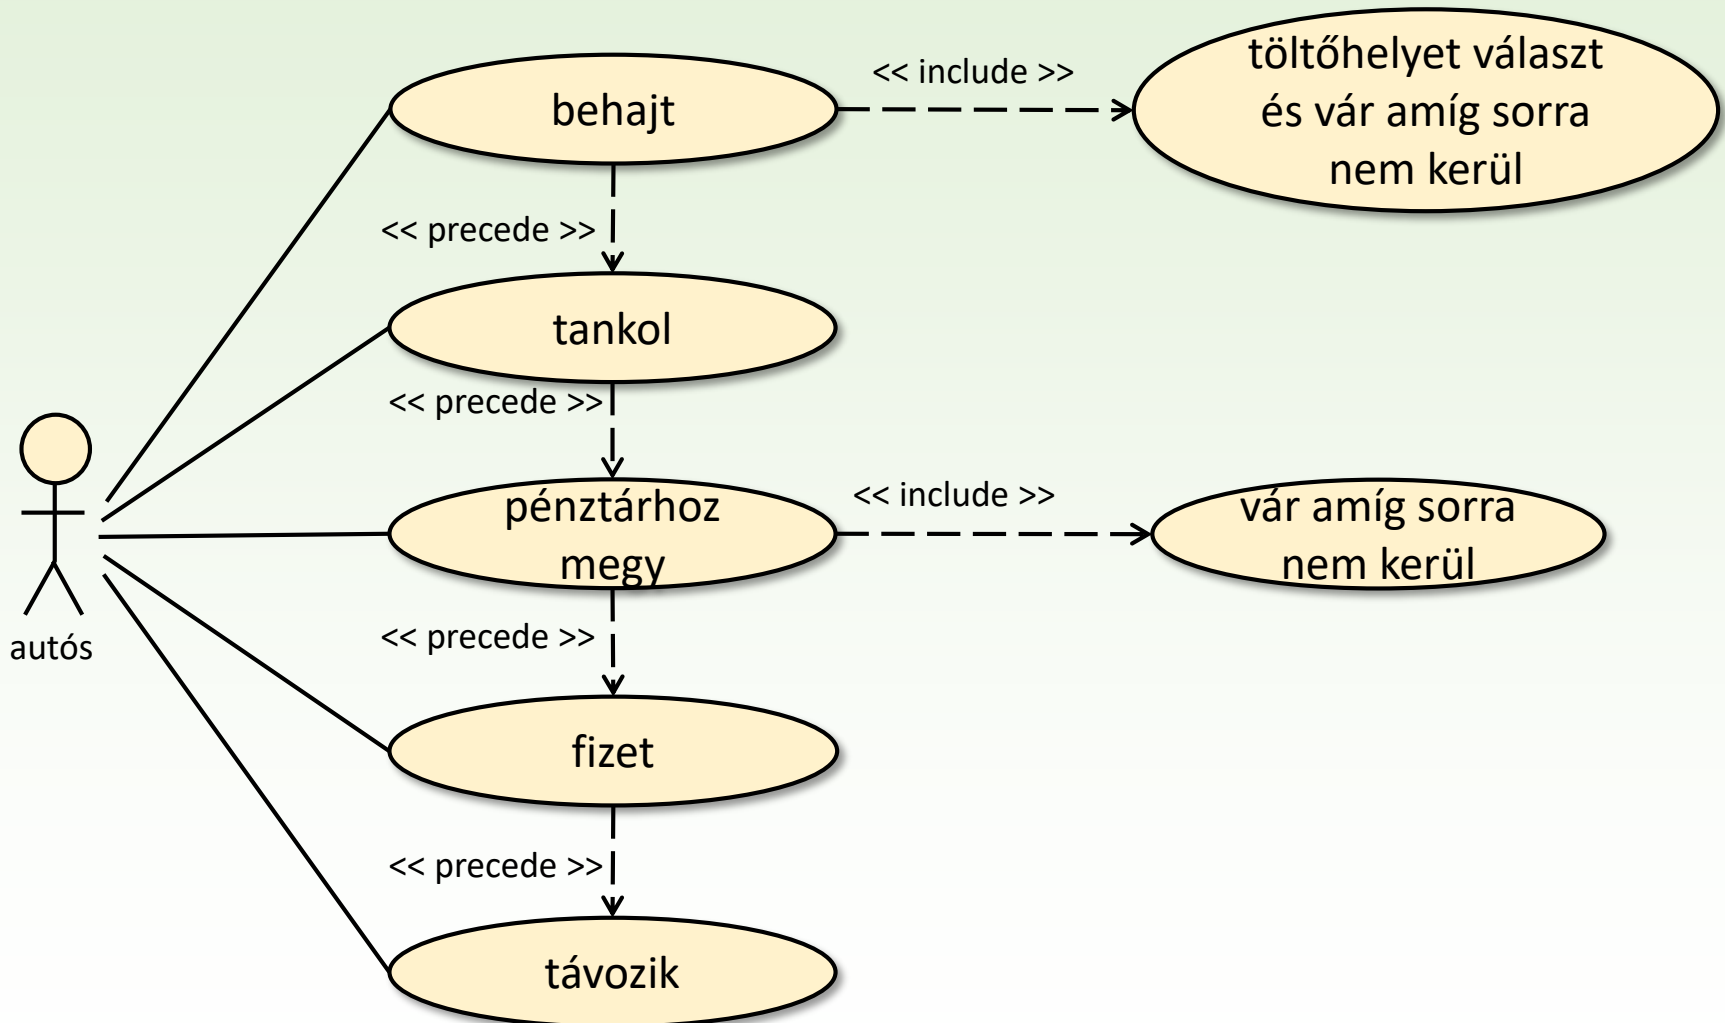 behajt
<< include >>
töltőhelyet választ
és vár amíg sorra
nem kerül
<< precede >>
tankol
<< precede >>
pénztárhoz
megy
<< include >>
vár amíg sorra
nem kerül
autós
<< precede >>
fizet
<< precede >>
távozik